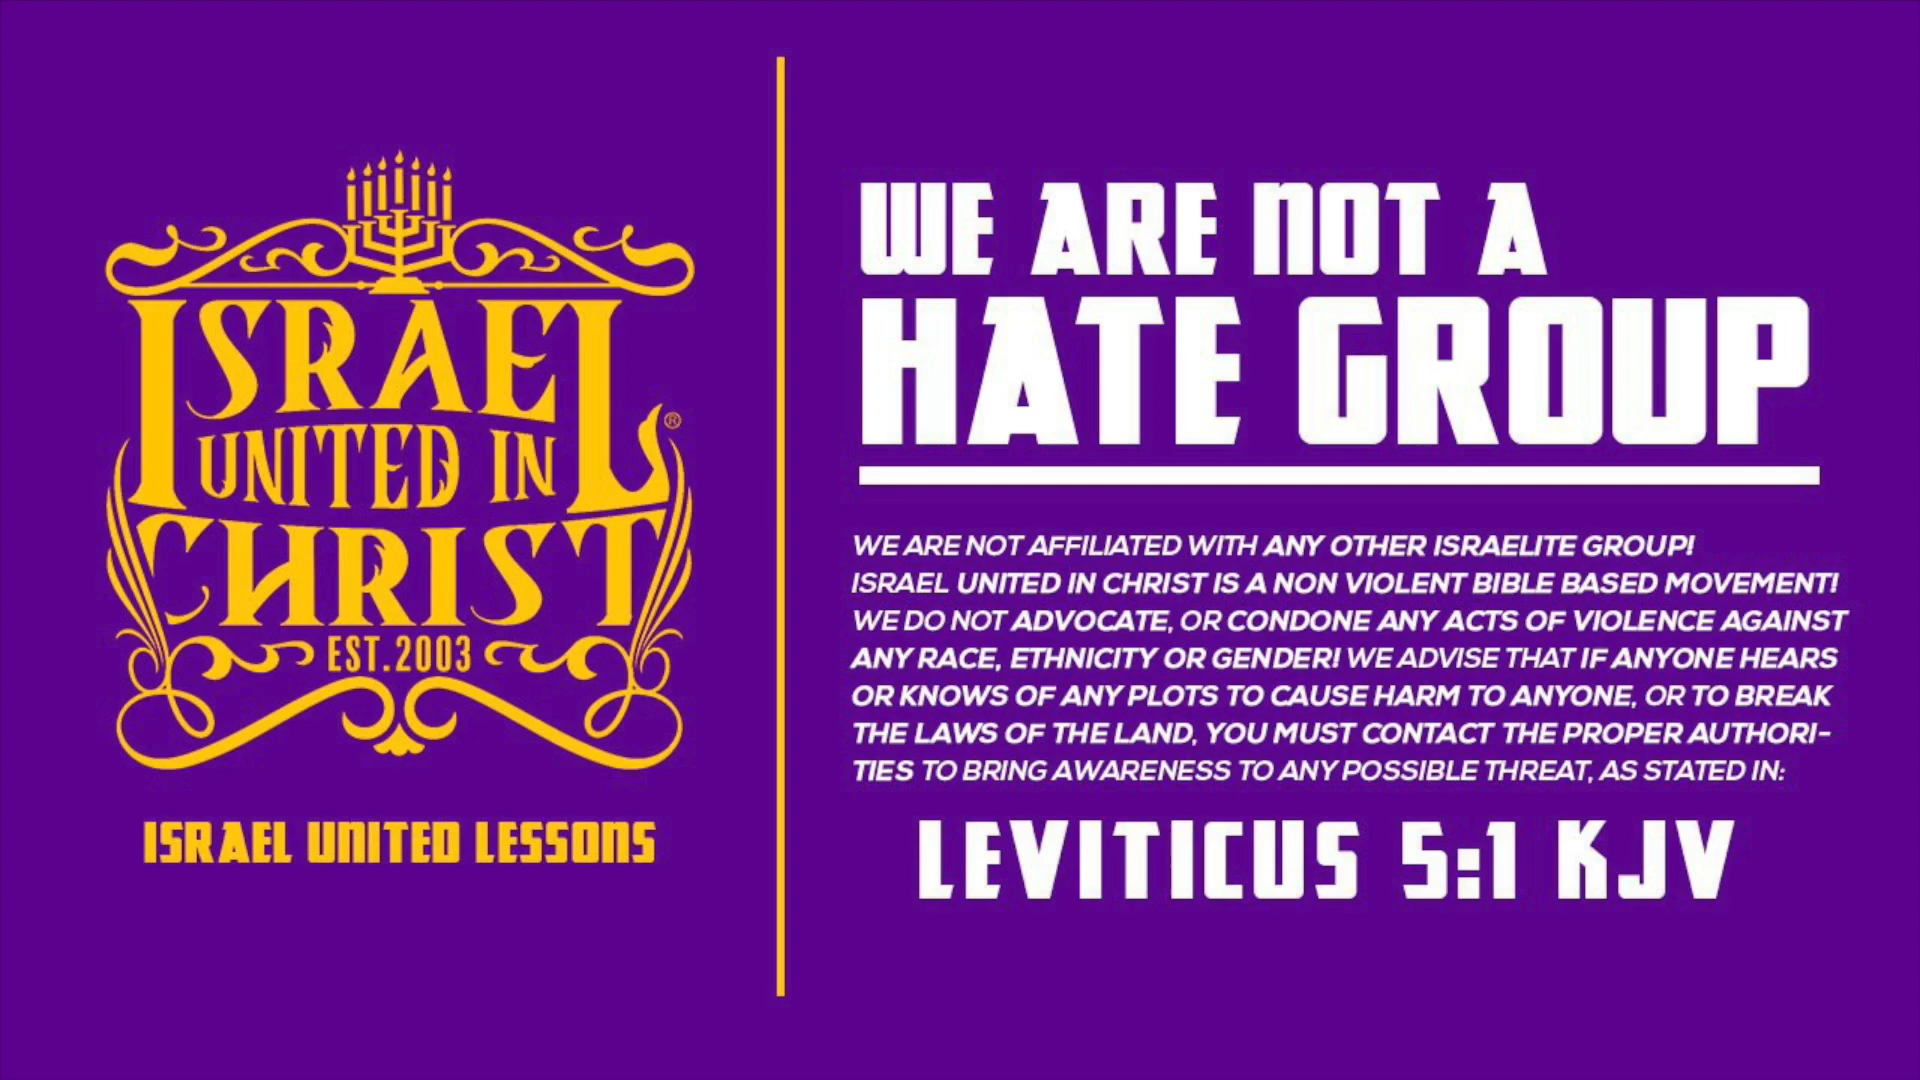 ISRAEL
UNITED IN
CHRIST
®
EST.2003
ISRAEL UNITED LESSONS
WE ARE NOT A
HATE GROUP
WE ARE NOT AFFILIATED WITH ANY OTHER ISRAELITE GROUP!
ISRAEL UNITED IN CHRIST IS A NON VIOLENT BIBLE BASED MOVEMENT!
WE DO NOT ADVOCATE, OR CONDONE ANY ACTS OF VIOLENCE AGAINST
ANY RACE, ETHNICITY OR GENDER! WE ADVISE THAT IF ANYONE HEARS
OR KNOWS OF ANY PLOTS TO CAUSE HARM TO ANYONE, OR TO BREAK
THE LAWS OF THE LAND, YOU MUST CONTACT THE PROPER AUTHORI-
TIES TO BRING AWARENESS TO ANY POSSIBLE THREAT, AS STATED IN:
LEVITICUS 5:1 KJV